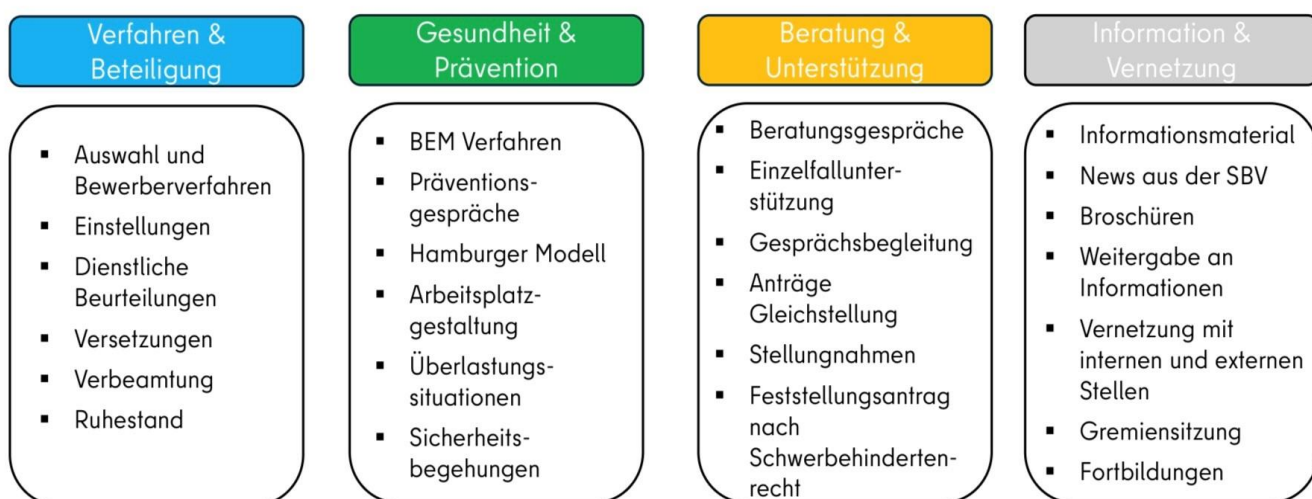 Verfahren &
Beteiligung
Auswahl und
Bewerberverfahren
Einstellungen
Dienstliche
Beurteilungen
Versetzungen
Verbeamtung
Ruhestand
Gesundheit &
Prävention
BEM Verfahren
Präventions-
gespräche
Hamburger Modell
Arbeitsplatz-
gestaltung
Überlastungs-
situationen
Sicherheits-
begehungen
Beratung &
Unterstützung
Beratungsgespräche
Einzelfallunter-
stützung
Gesprächsbegleitung
Anträge
Gleichstellung
Stellungnahmen
Feststellungsantrag
nach
Schwerbehinderten-
recht
Information &
Vernetzung
Informationsmaterial
News aus der SBV
Broschüren
Weitergabe an
Informationen
Vernetzung mit
internen und externen
Stellen
Gremiensitzung
Fortbildungen